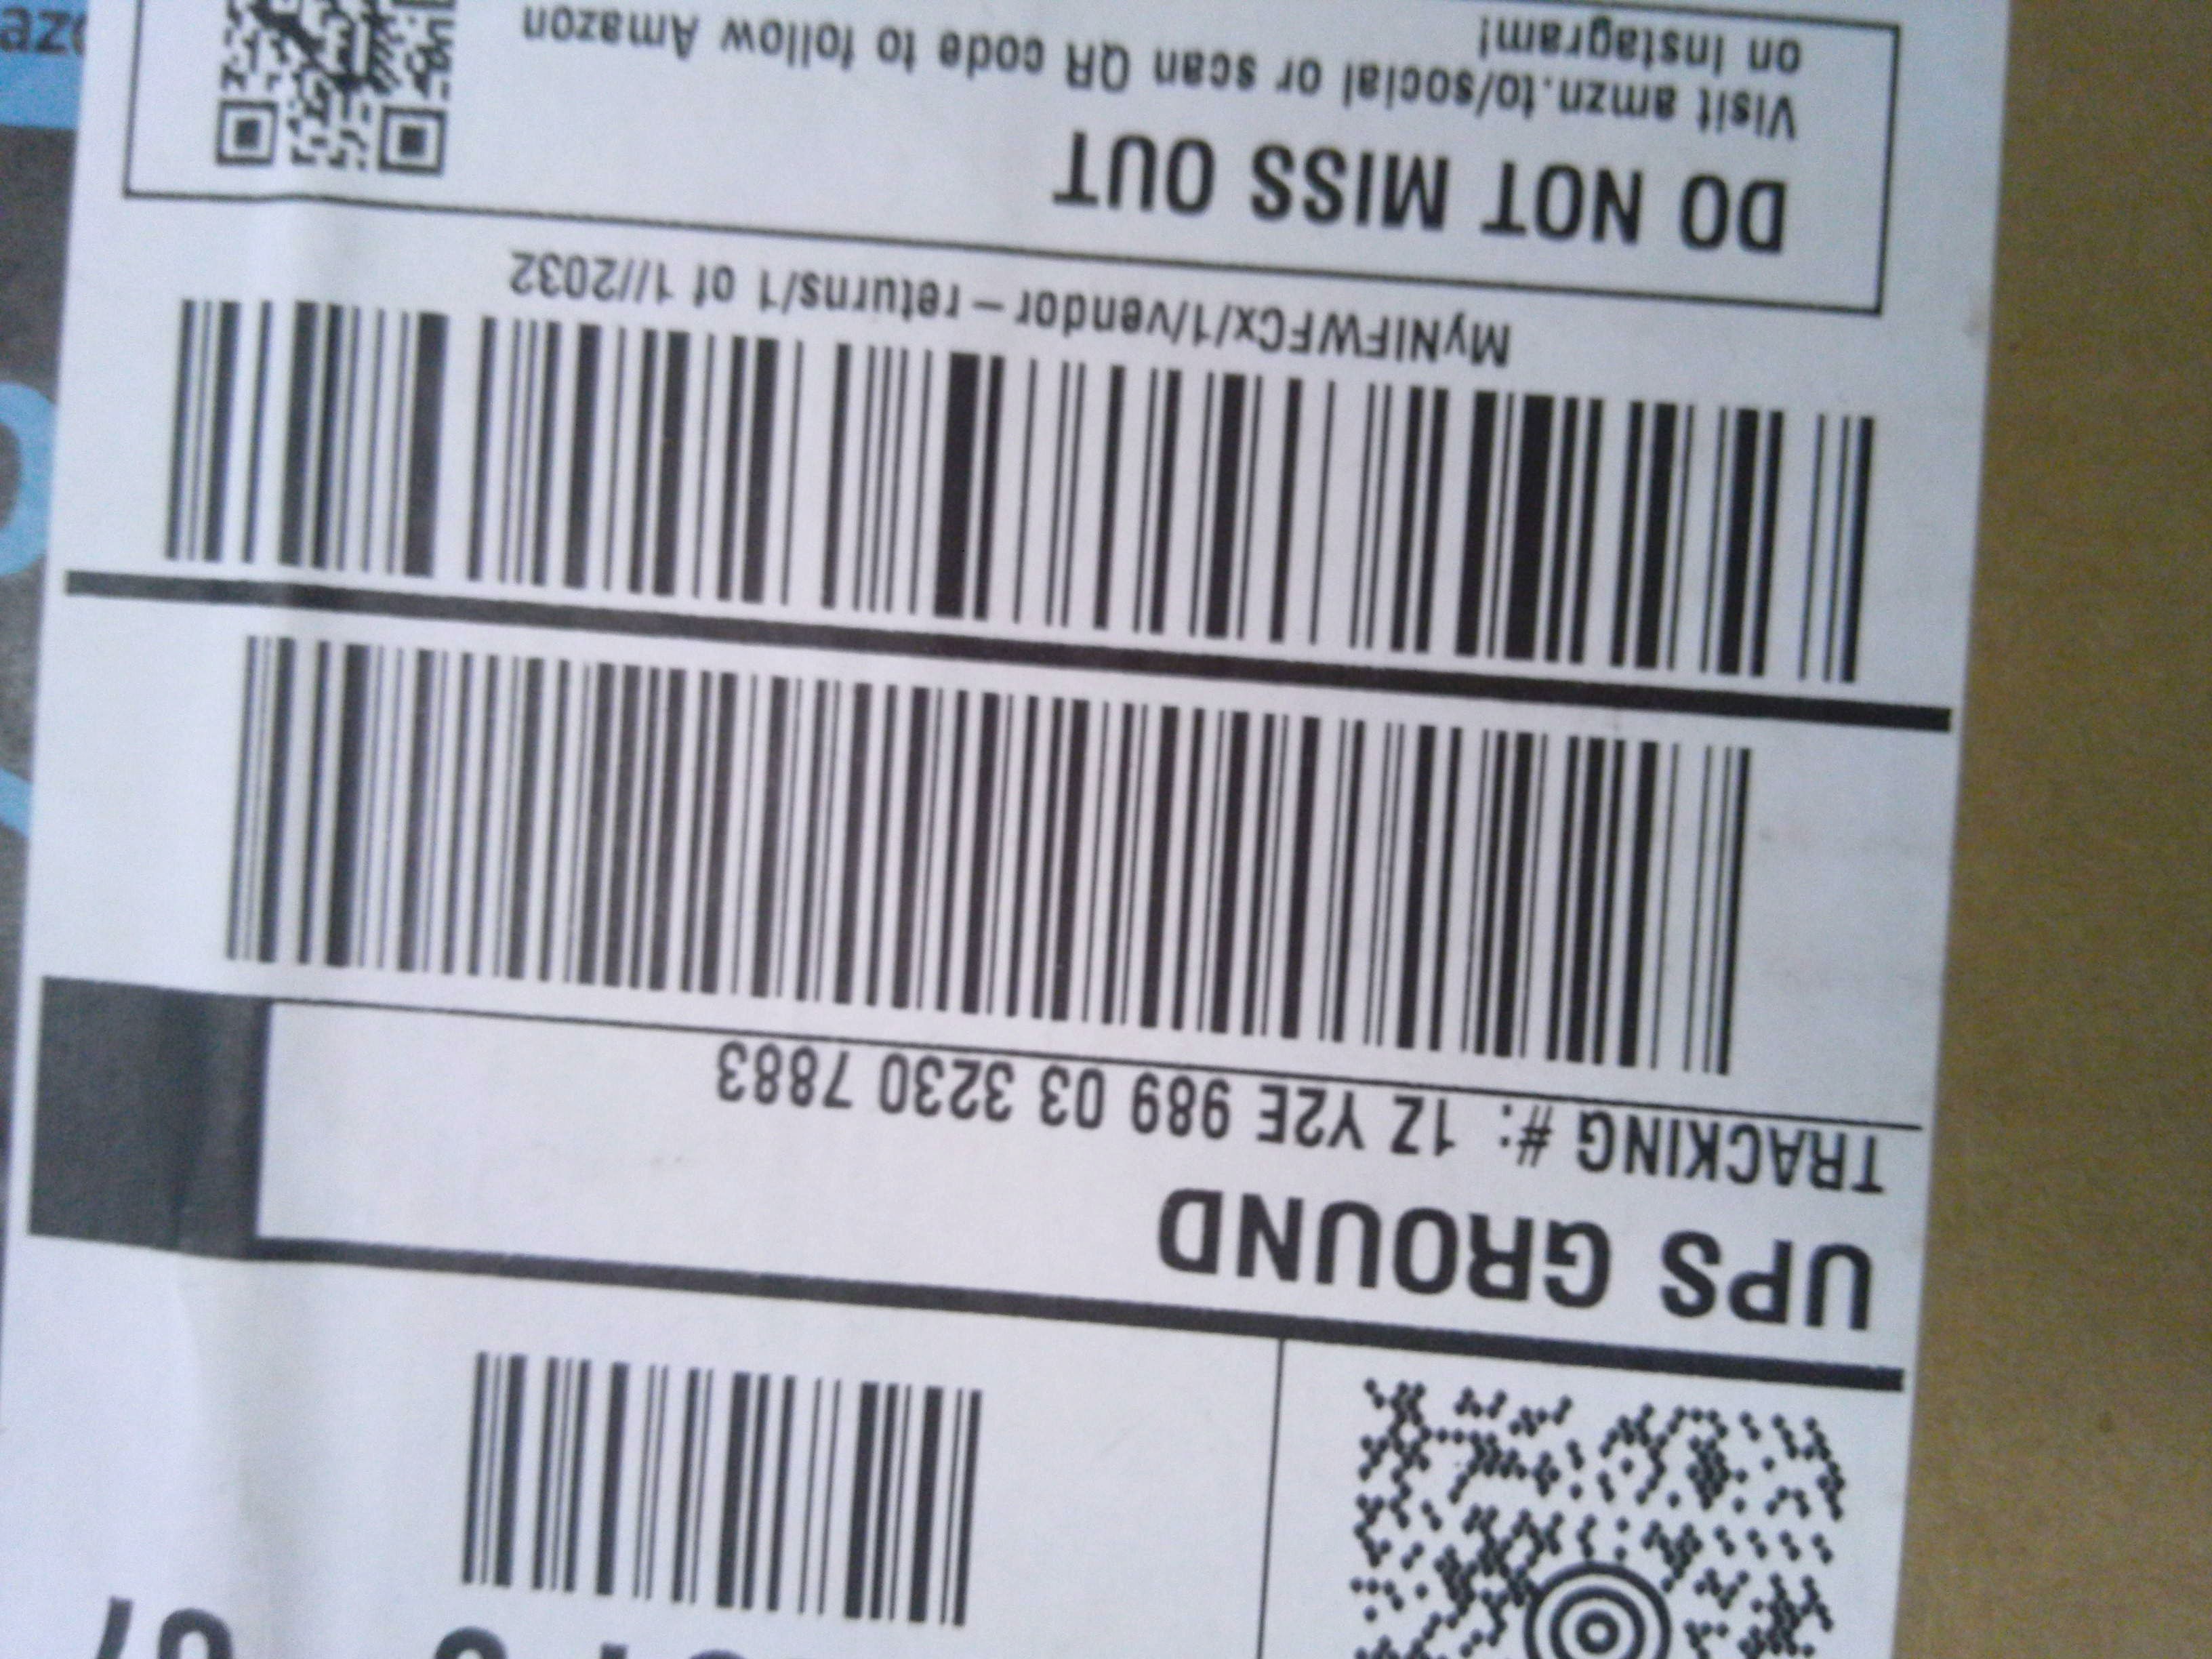 UPS GROUND
TRACKING #: 1Z Y2E 989 03 3230 7883
MyNIFWFCx/1/vendor – returns/1 of 1//2032
DO NOT MISS OUT
Visit amzn.to/social or scan QR code to follow Amazon
on Instagram!